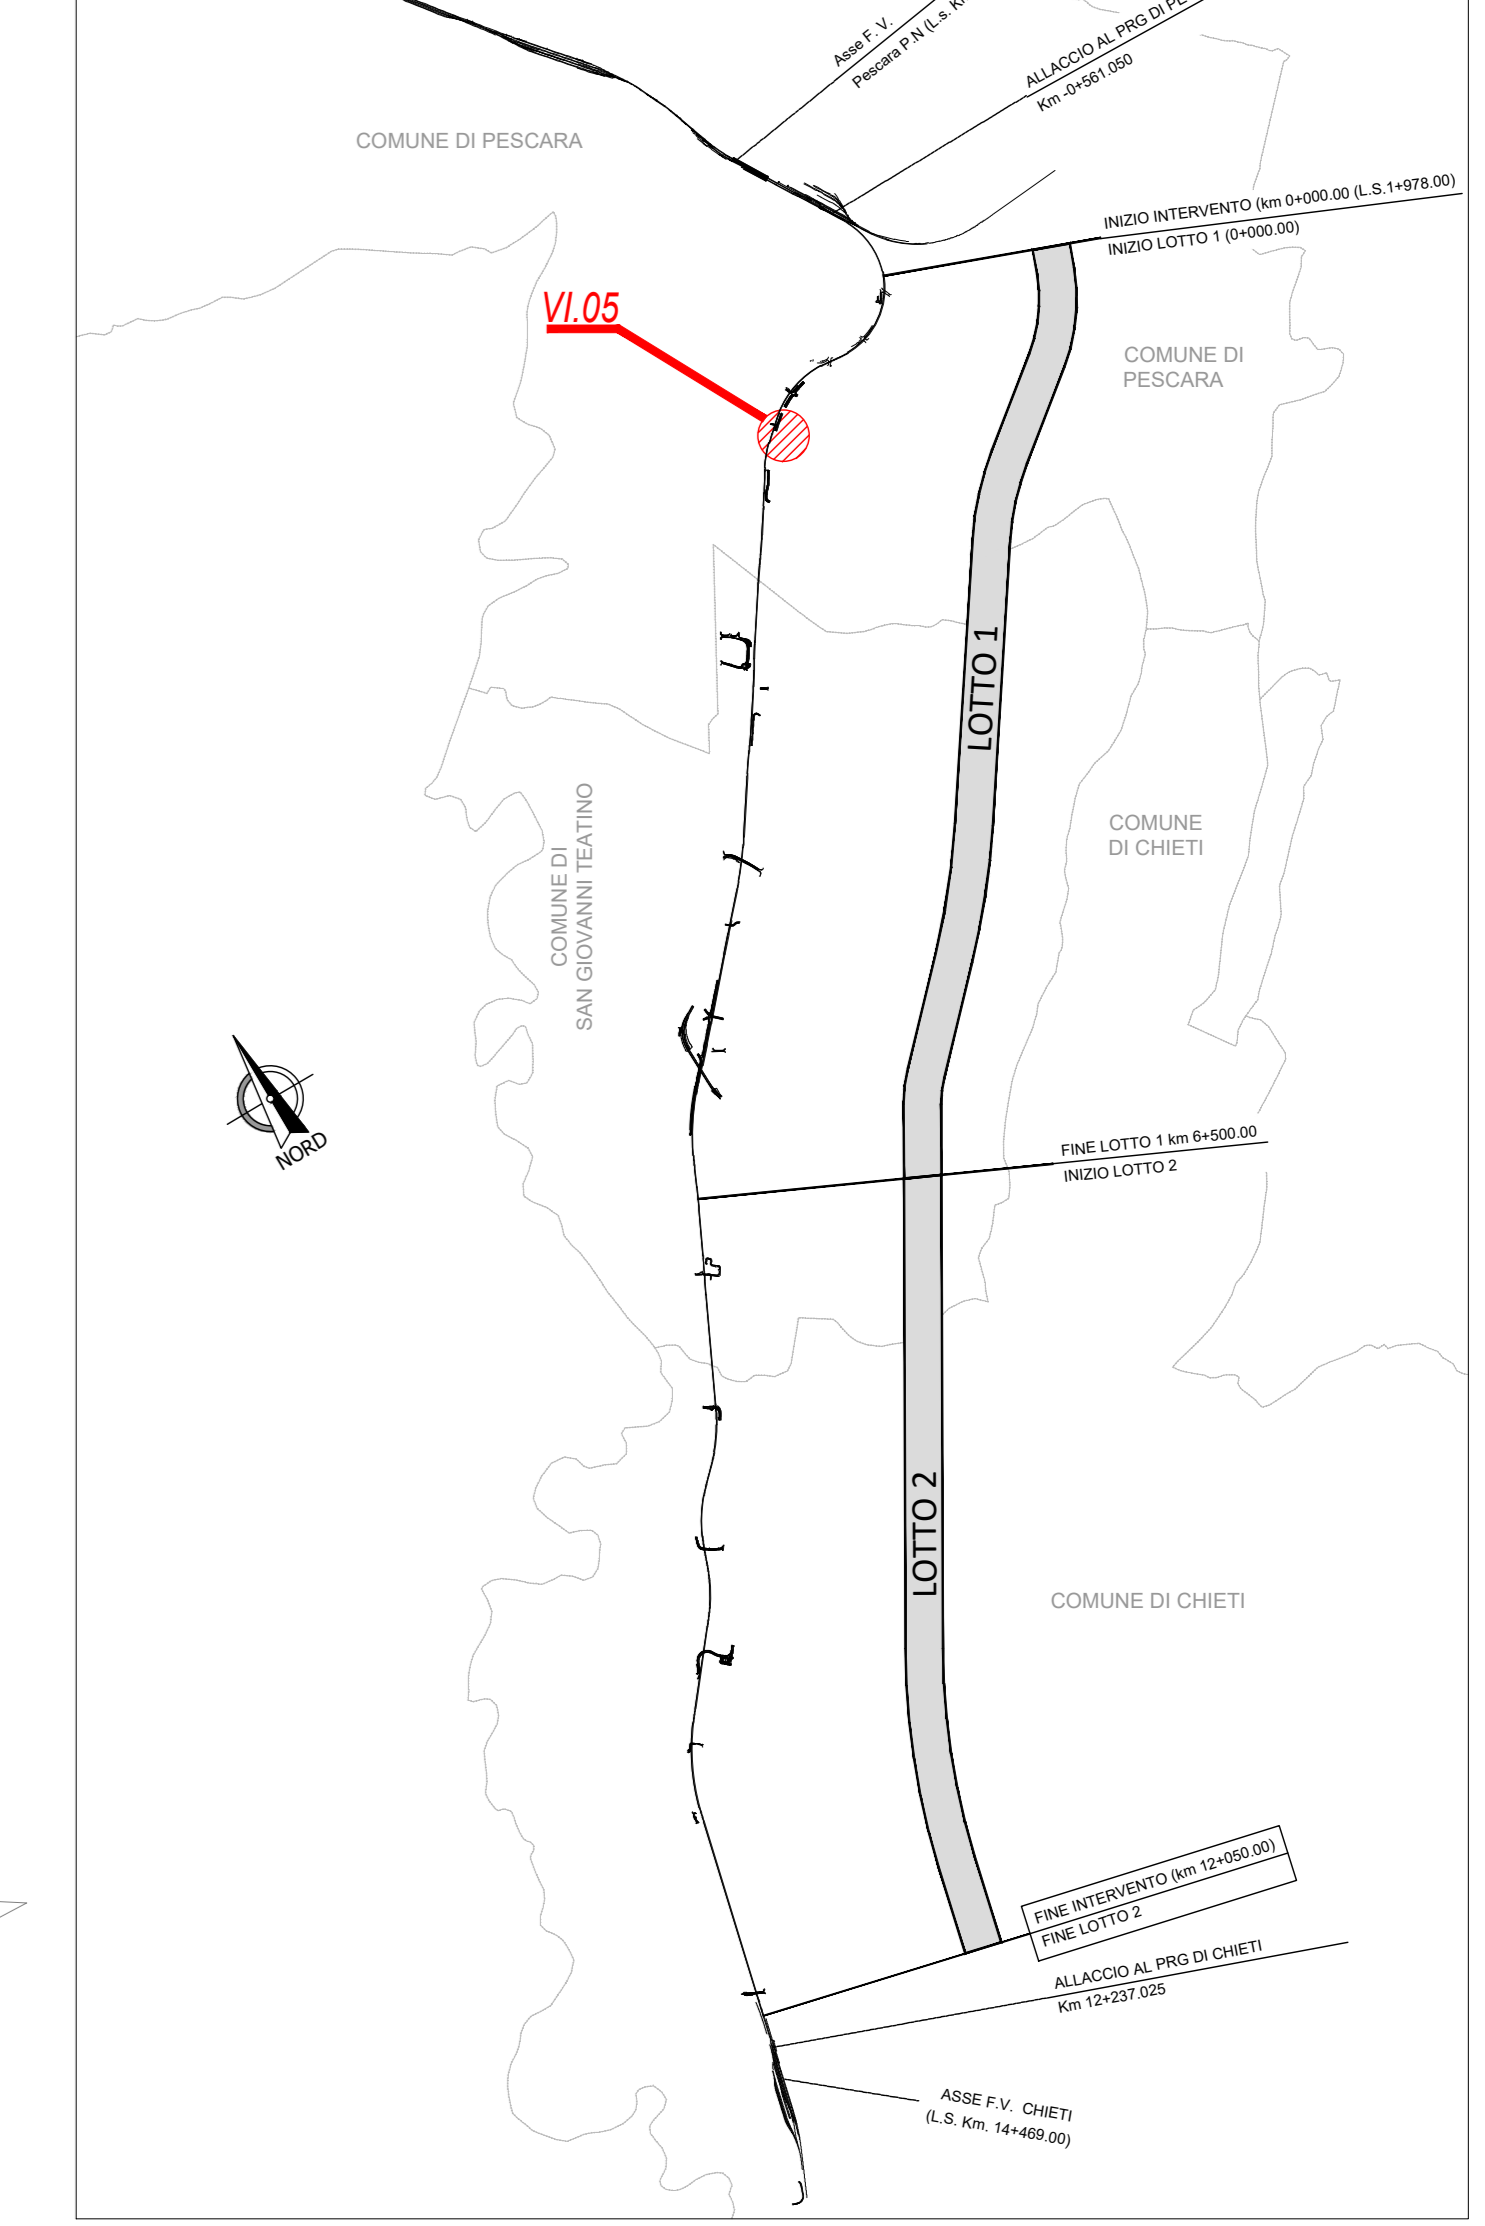 Asse F. V.
Pescara P.N (L.s.
ALLACCIO AL PRG DI
Km -0+561.050
COMUNE DI PESCARA
INIZIO INTERVENTO (km 0+000.00 (L.S.1+978.00)
INIZIO LOTTO 1 (0+000.00)
VI.05
COMUNE DI
PESCARA
LOTTO 1
COMUNE DI
SAN GIOVANNI TEATINO
COMUNE
DI CHIETI
NORD
FINE LOTTO 1 km 6+500.00
INIZIO LOTTO 2
LOTTO 2
COMUNE DI CHIETI
FINE INTERVENTO (km 12+050.00)
FINE LOTTO 2
ALLACCIO AL PRG DI CHIETI
Km 12+237.025
ASSE F.V. CHIETI
(L.S. Km. 14+469.00)